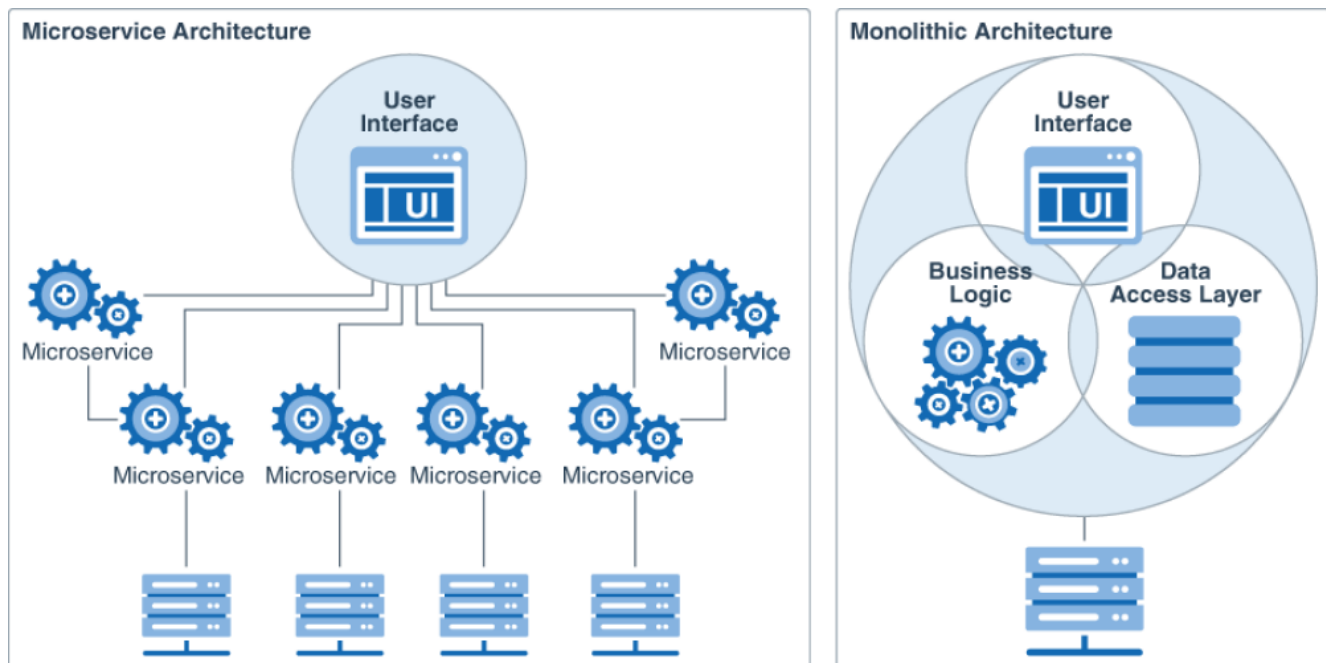 Microservice Architecture
User
Interface
UI
Microservice
Microservice
Microservice
Microservice
Microservice
Microservice
Monolithic Architecture
User
Interface
UI
Business
Logic
Data
Access Layer